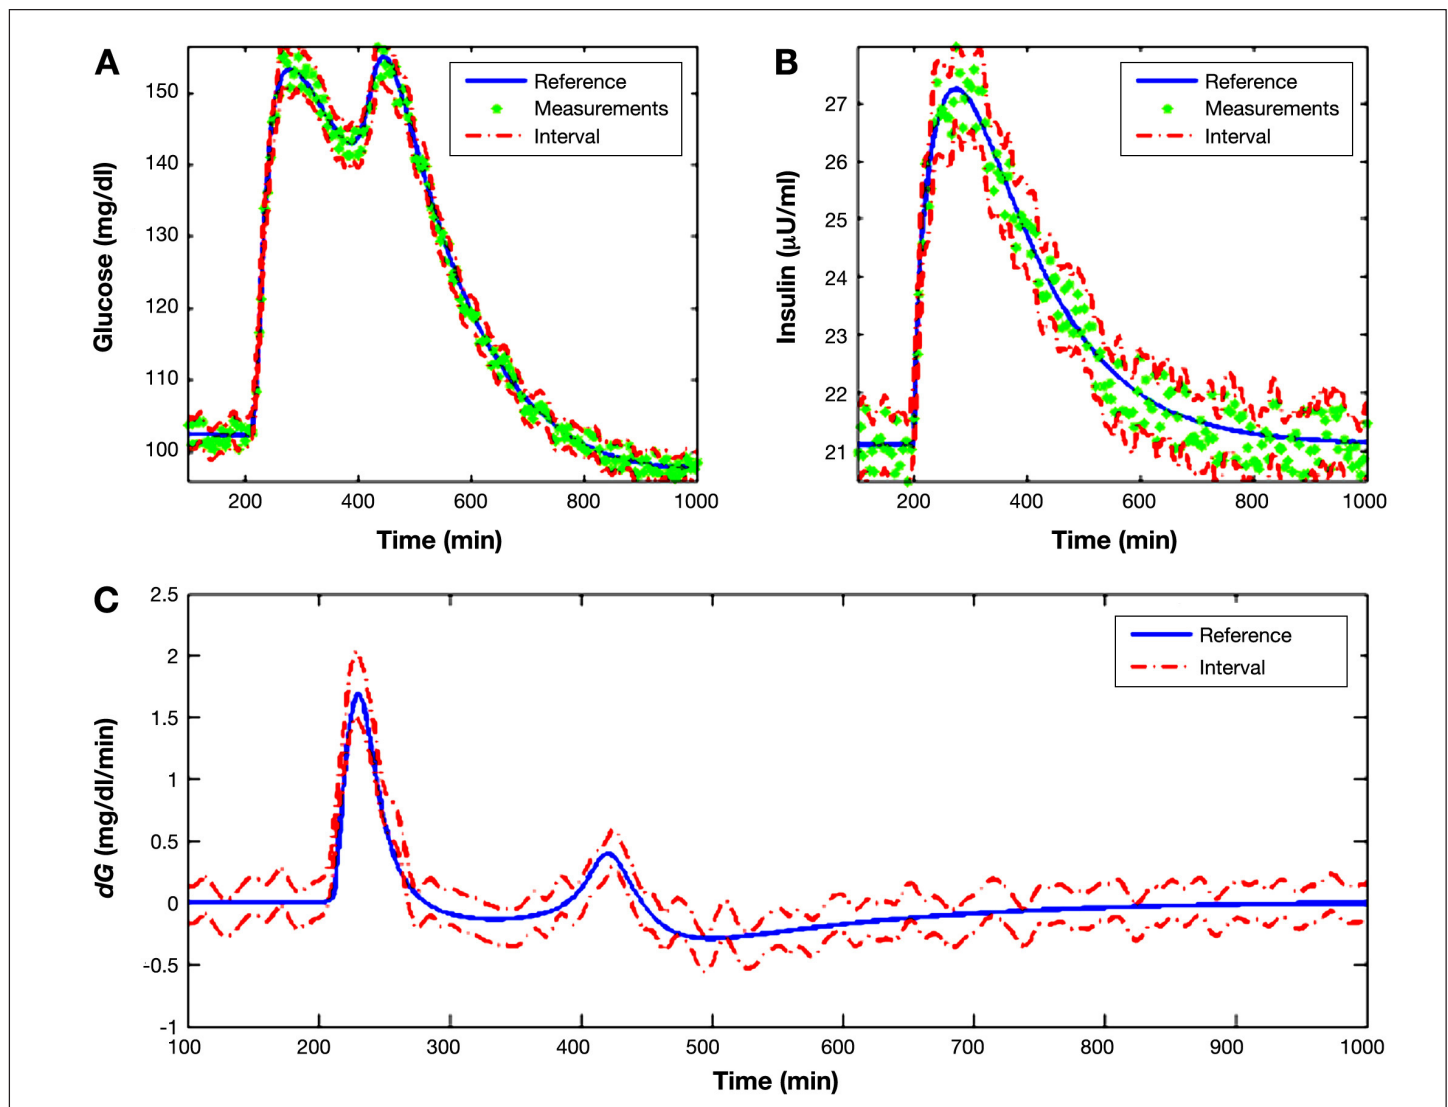 A
Reference
Measurements
Interval
150
140
130
120
110
100
Glucose (mg/dl)
200
400
600
800
1000
Time (min)
B
Reference
Measurements
Interval
27
26
25
24
23
22
21
Insulin (µU/ml)
200
400
600
800
1000
Time (min)
C
Reference
Interval
2.5
2
1.5
1
0.5
0
-0.5
-1
dG (mg/dl/min)
100
200
300
400
500
600
700
800
900
1000
Time (min)